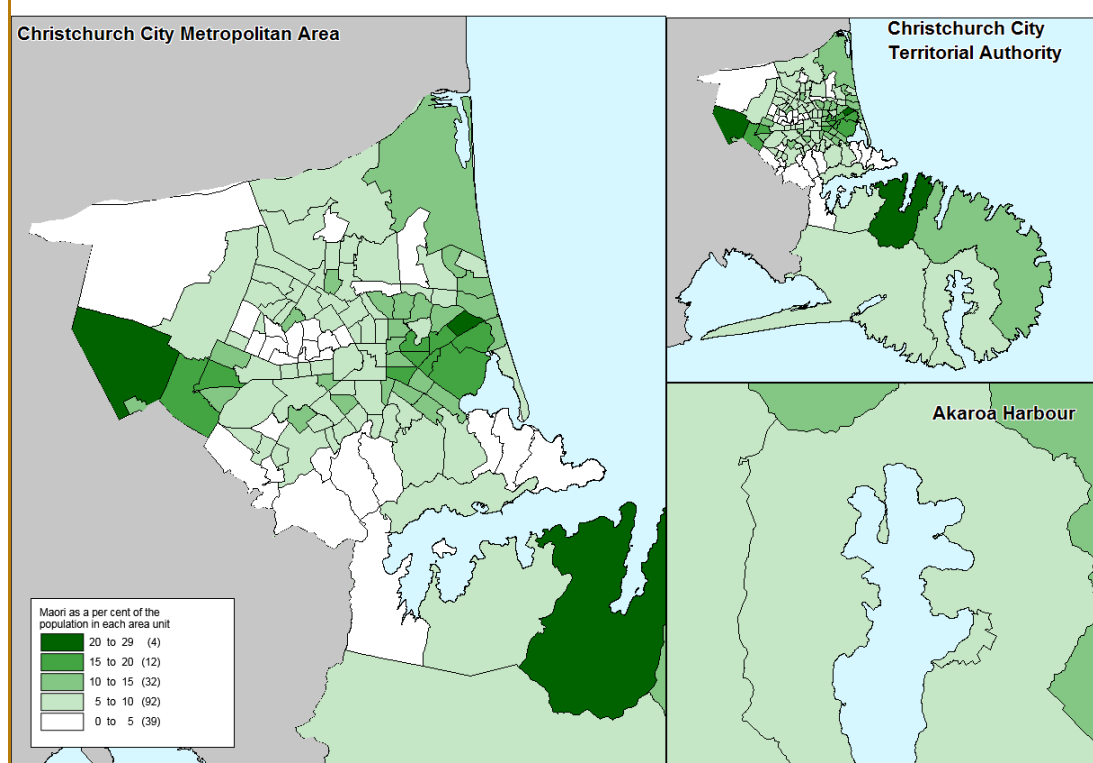 Christchurch City Metropolitan Area
Christchurch City
Territorial Authority
Akaroa Harbour
Maori as a per cent of the
population in each area unit
20 to 29 (4)
15 to 20 (12)
10 to 15 (32)
5 to 10 (92)
0 to 5 (39)